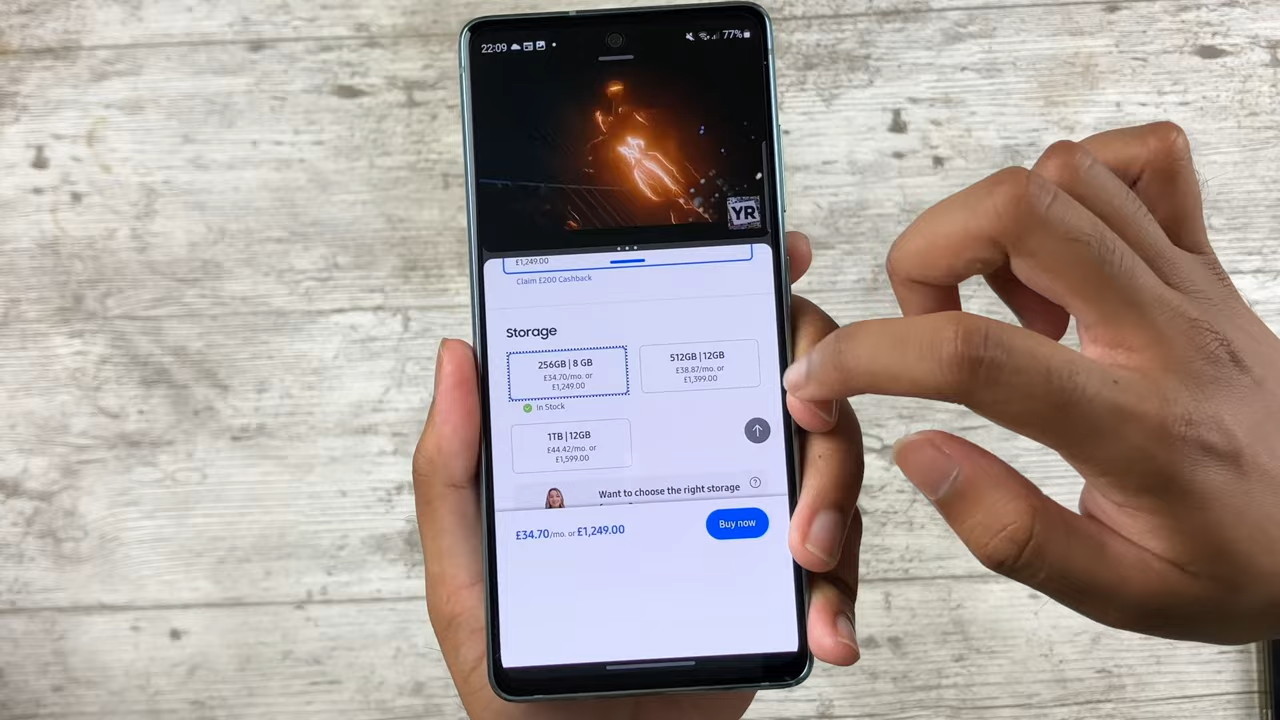 22:09
77%
YR
£1,249.00
Claim £200 Cashback
Storage
256GB | 8 GB
£34.70/mo. or
£1,249.00
512GB | 12GB
£38.87/mo. or
£1,399.00
In Stock
1TB | 12GB
£44.42/mo. or
£1,599.00
Want to choose the right storage
£34.70/mo. or £1,249.00
Buy now